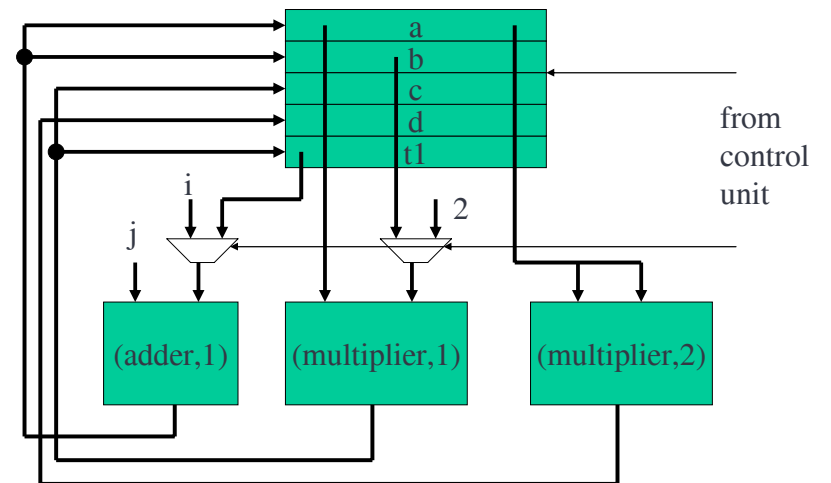 a
b
c
d
t1
from
control
unit
i
2
j
(adder,1)
(multiplier,1)
(multiplier,2)